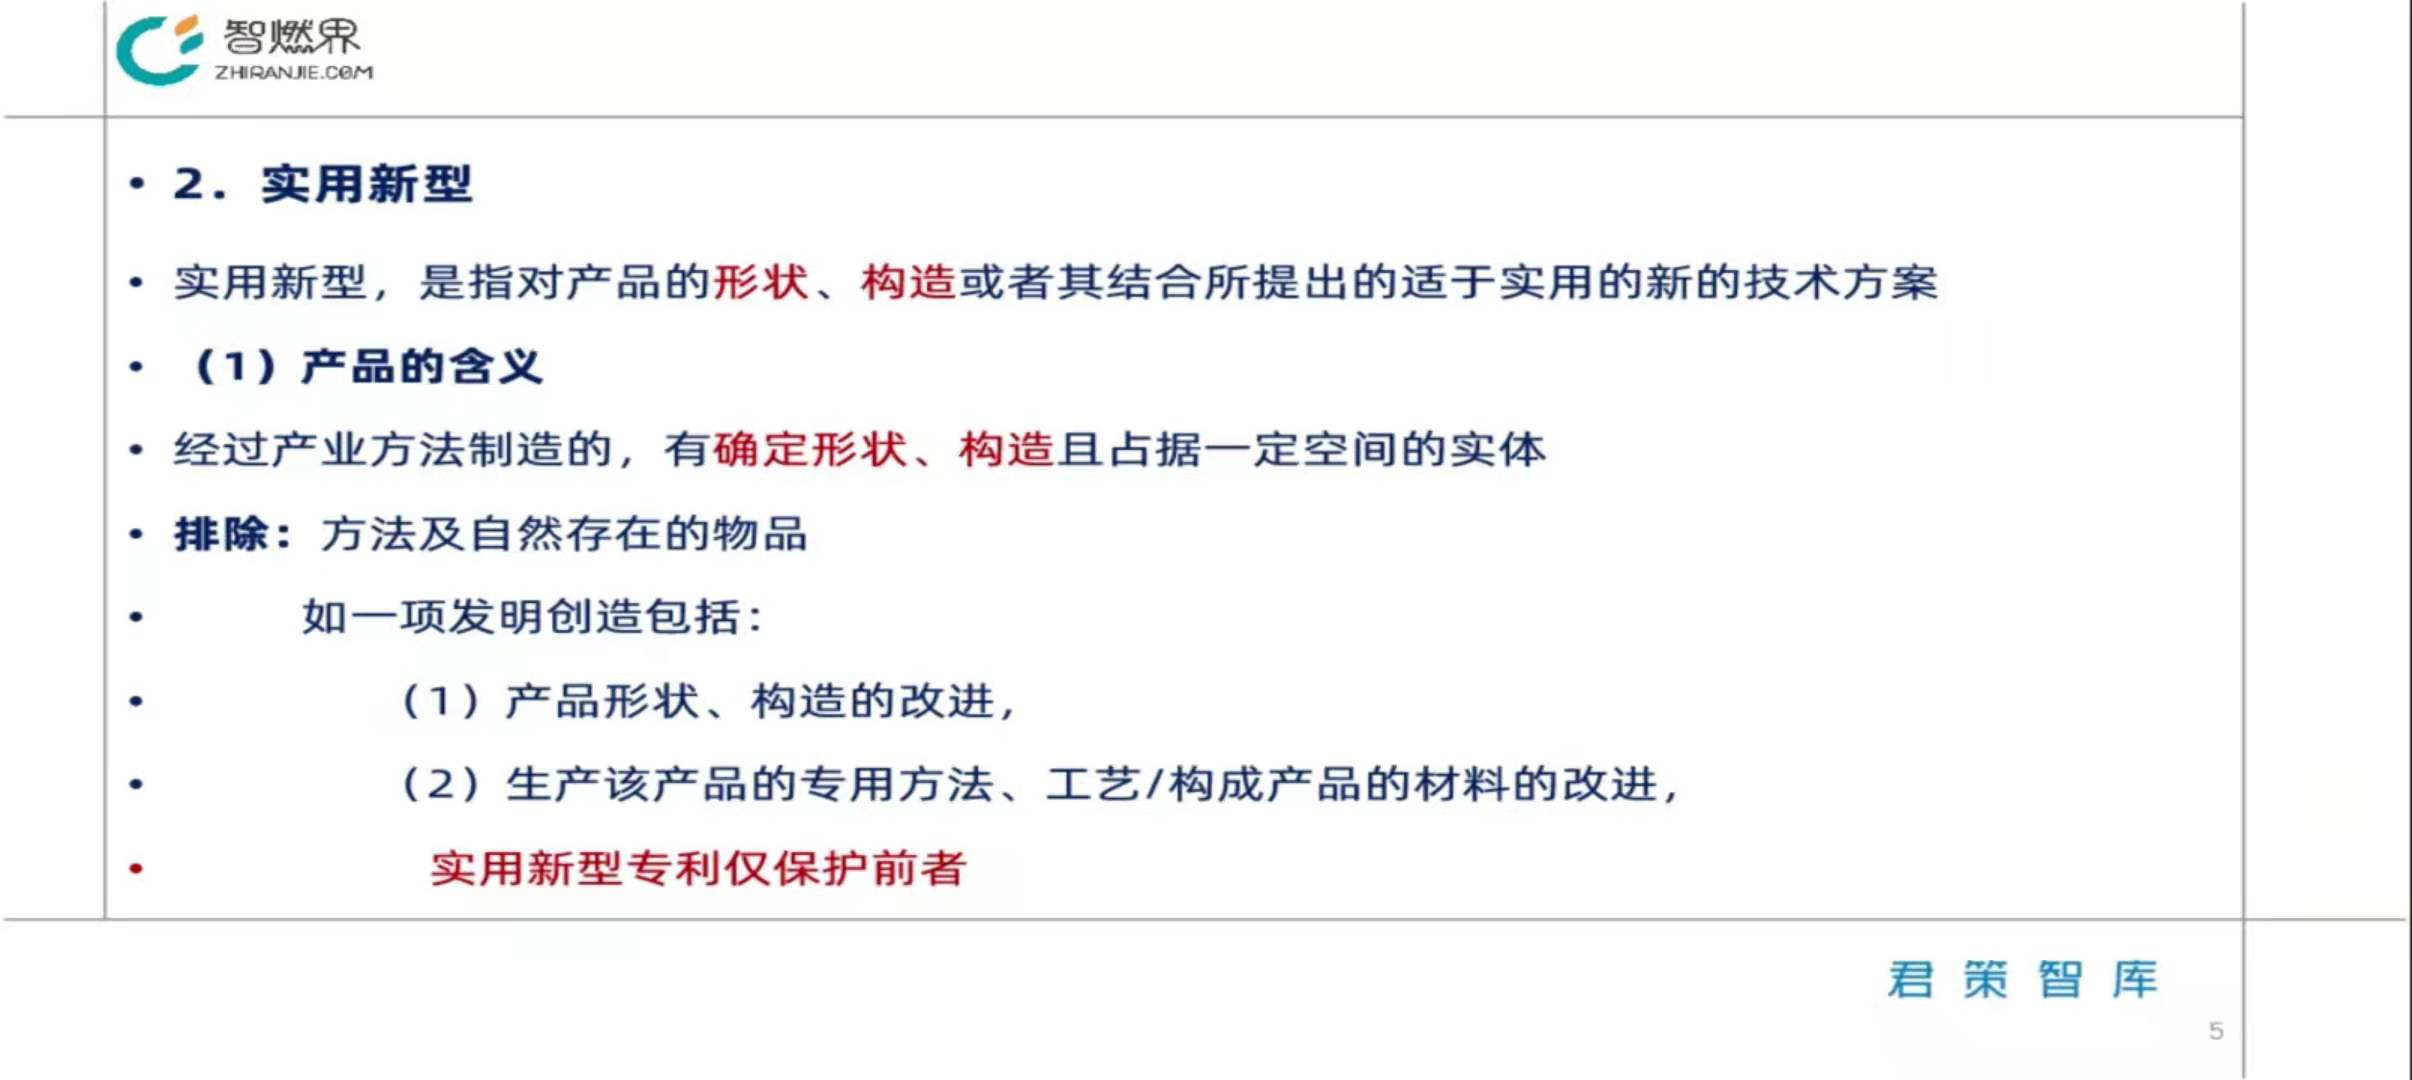 智燃界
ZHIRANJIE.COM
• 2. 实用新型
• 实用新型，是指对产品的形状、构造或者其结合所提出的适于实用的新的技术方案
• （1）产品的含义
• 经过产业方法制造的，有确定形状、构造且占据一定空间的实体
• 排除：方法及自然存在的物品
• 如一项发明创造包括：
• （1）产品形状、构造的改进，
• （2）生产该产品的专用方法、工艺/构成产品的材料的改进，
• 实用新型专利仅保护前者
君策智库
5